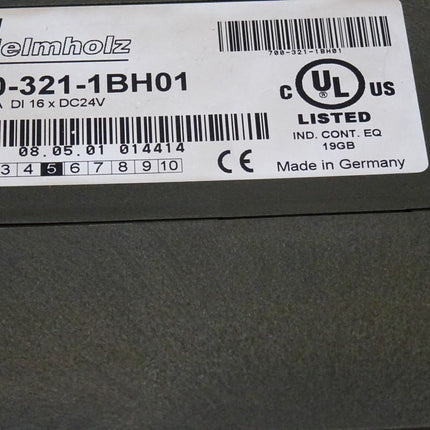 Helmholz
700-321-1BH01
0-321-1BH01
A DI 16 x DC24V
C UL US
LISTED
IND. CONT. EQ
19GB
08.05.01 014414
3 4 5 6 7 8 9 10
CE
Made in Germany